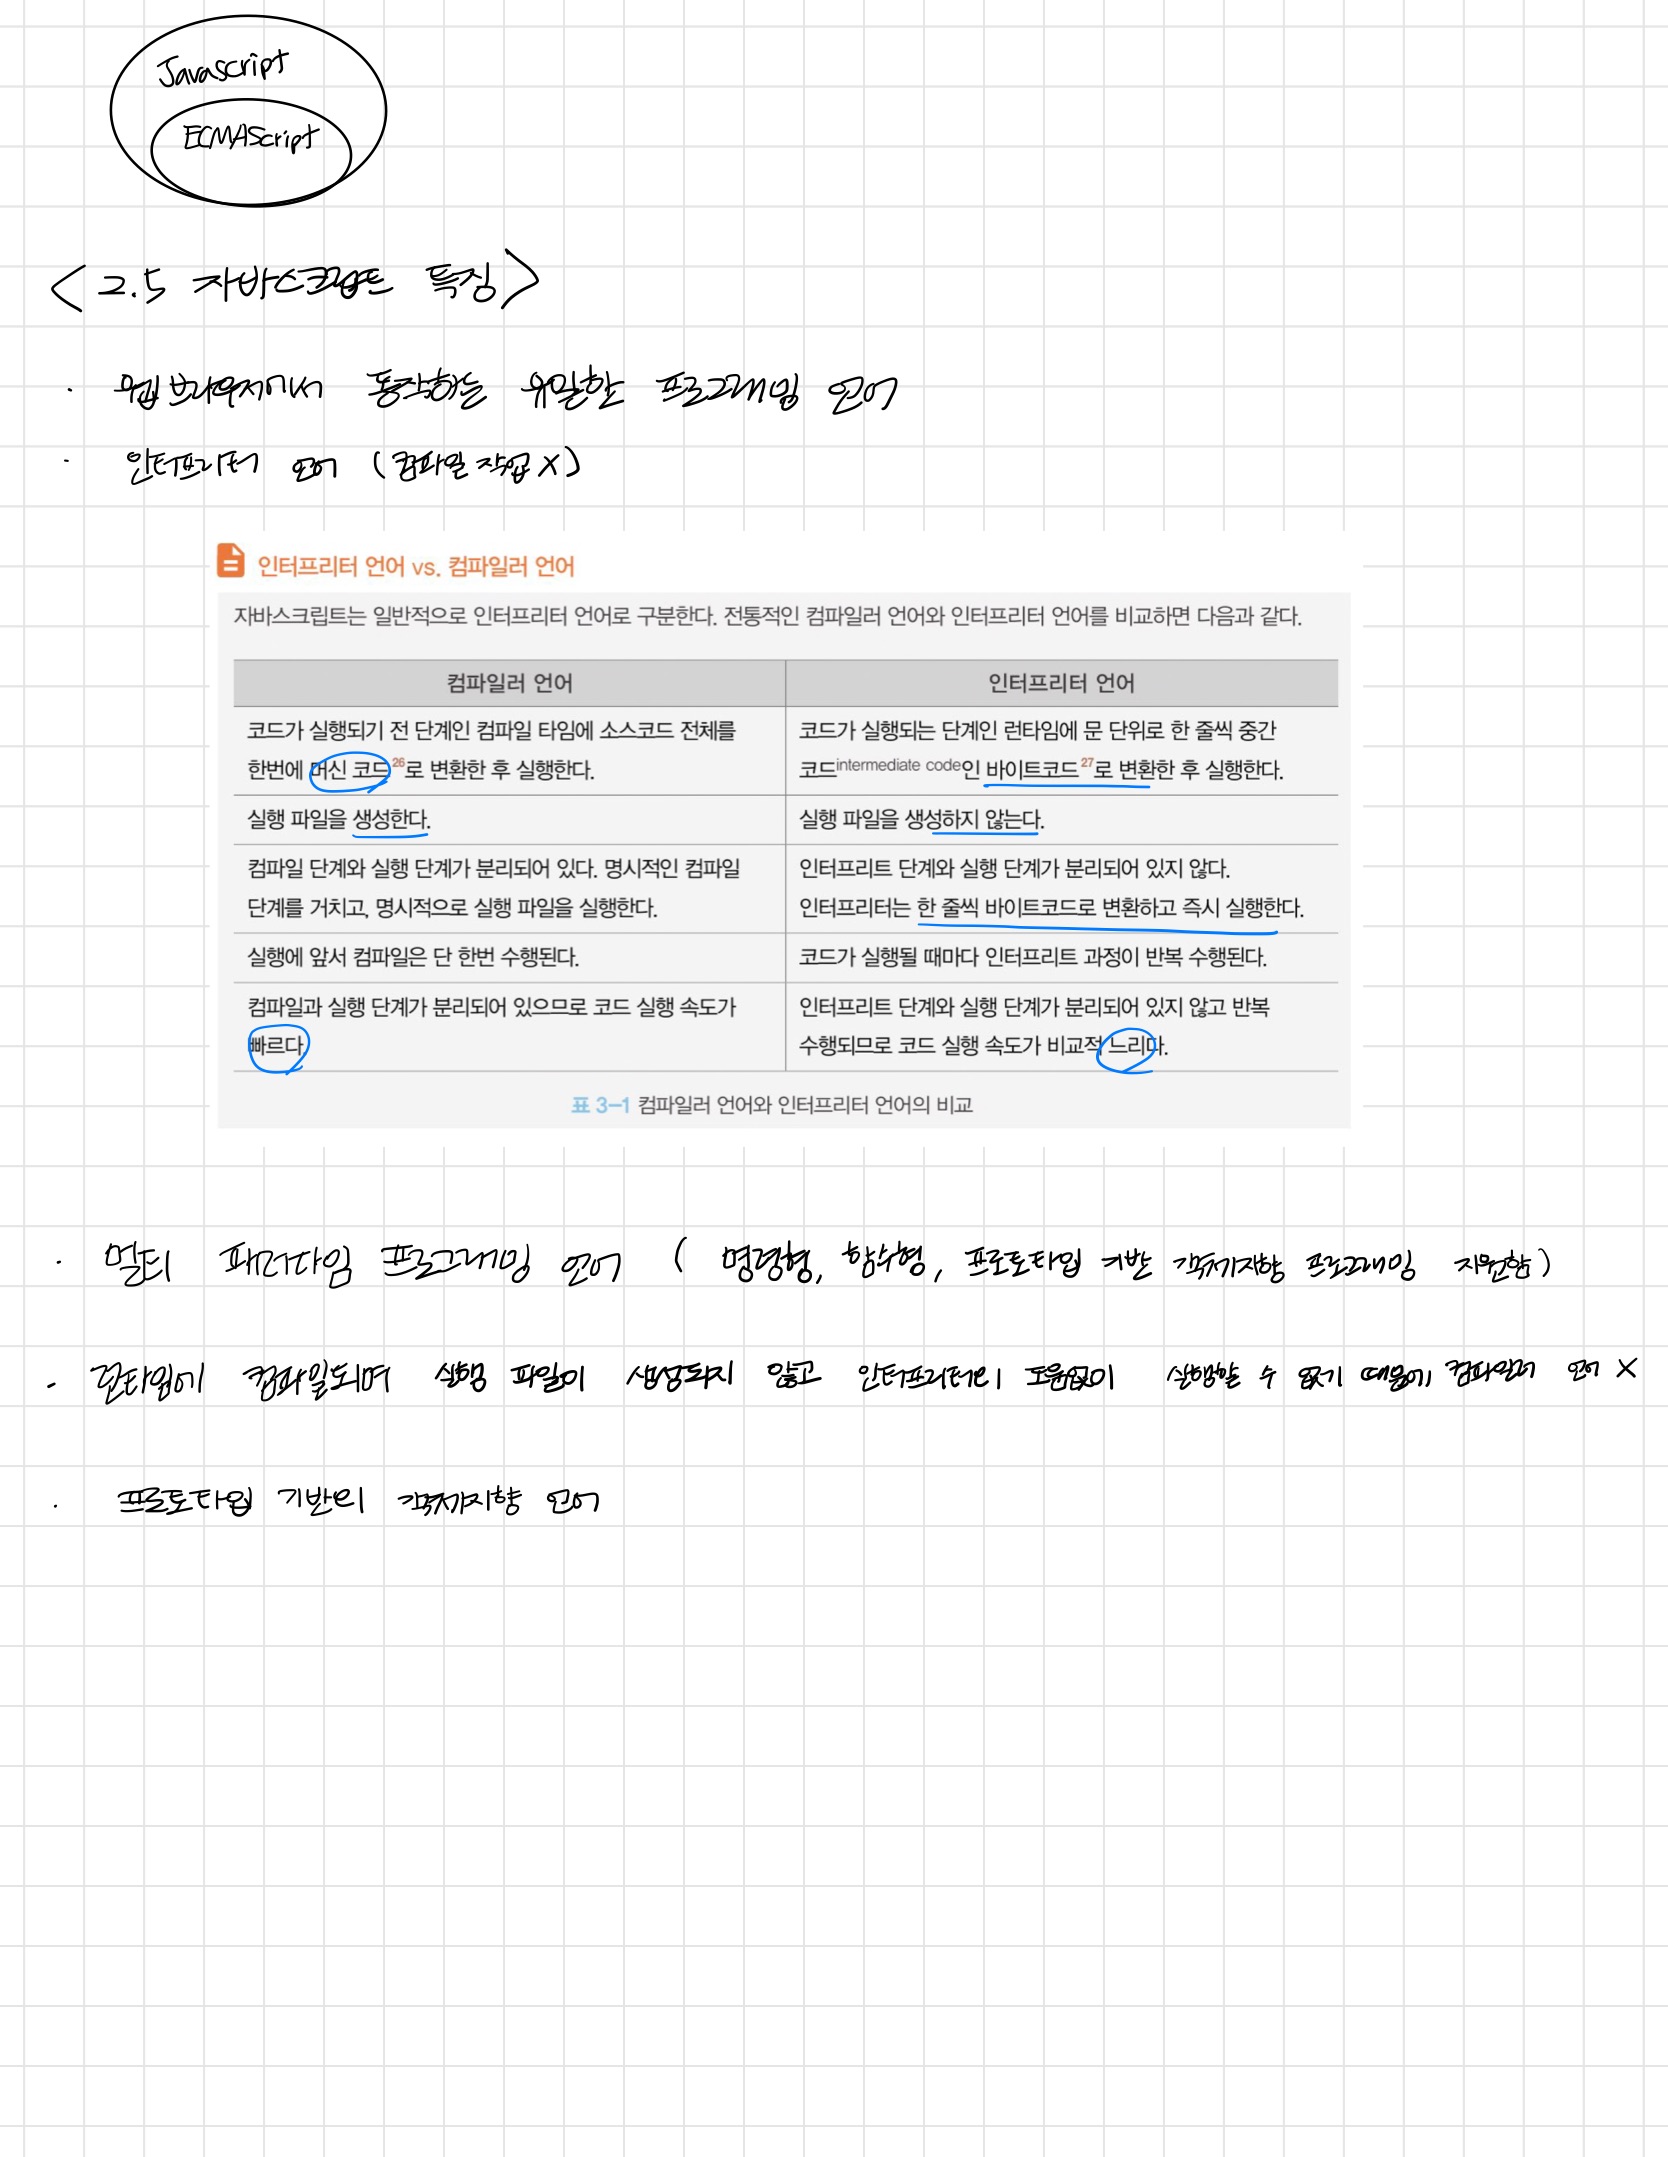 Javascript
ECMAScript
<2.5 자바스크립트 특징>
· 웹 브라우저에서 동작하는 유일한 프로그래밍 언어
· 인터프리터 언어 (컴파일 작업 X)
인터프리터 언어 vs. 컴파일러 언어
자바스크립트는 일반적으로 인터프리터 언어로 구분한다. 전통적인 컴파일러 언어와 인터프리터 언어를 비교하면 다음과 같다.
컴파일러 언어 인터프리터 언어
코드가 실행되기 전 단계인 컴파일 타임에 소스코드 전체를
한번에 머신 코드26로 변환한 후 실행한다.
코드가 실행되는 단계인 런타임에 문 단위로 한 줄씩 중간
코드intermediate code인 바이트코드27로 변환한 후 실행한다.
실행 파일을 생성한다.
실행 파일을 생성하지 않는다.
컴파일 단계와 실행 단계가 분리되어 있다. 명시적인 컴파일
단계를 거치고, 명시적으로 실행 파일을 실행한다.
인터프리트 단계와 실행 단계가 분리되어 있지 않다.
인터프리터는 한 줄씩 바이트코드로 변환하고 즉시 실행한다.
실행에 앞서 컴파일은 단 한번 수행된다.
코드가 실행될 때마다 인터프리트 과정이 반복 수행된다.
컴파일과 실행 단계가 분리되어 있으므로 코드 실행 속도가
빠르다.
인터프리트 단계와 실행 단계가 분리되어 있지 않고 반복
수행되므로 코드 실행 속도가 비교적 느리다.
표 3-1 컴파일러 언어와 인터프리터 언어의 비교
· 멀티 패러다임 프로그래밍 언어 ( 명령형, 함수형, 프로토타입 기반 객체지향 프로그래밍 지원함)
· 런타임에 컴파일되며 실행 파일이 생성되지 않고 인터프리터의 도움없이 실행할 수 없기 때문에 컴파일러 언어 X
· 프로토타입 기반의 객체지향 언어